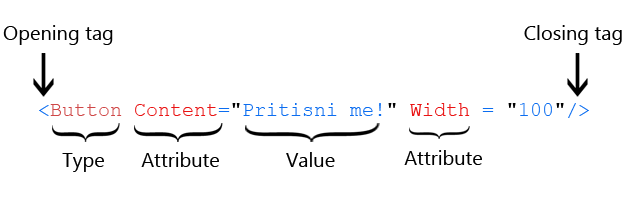 Opening tag Closing tag
<Button Content="Pritisni me!" Width = "100"/>
Type Attribute Value Attribute